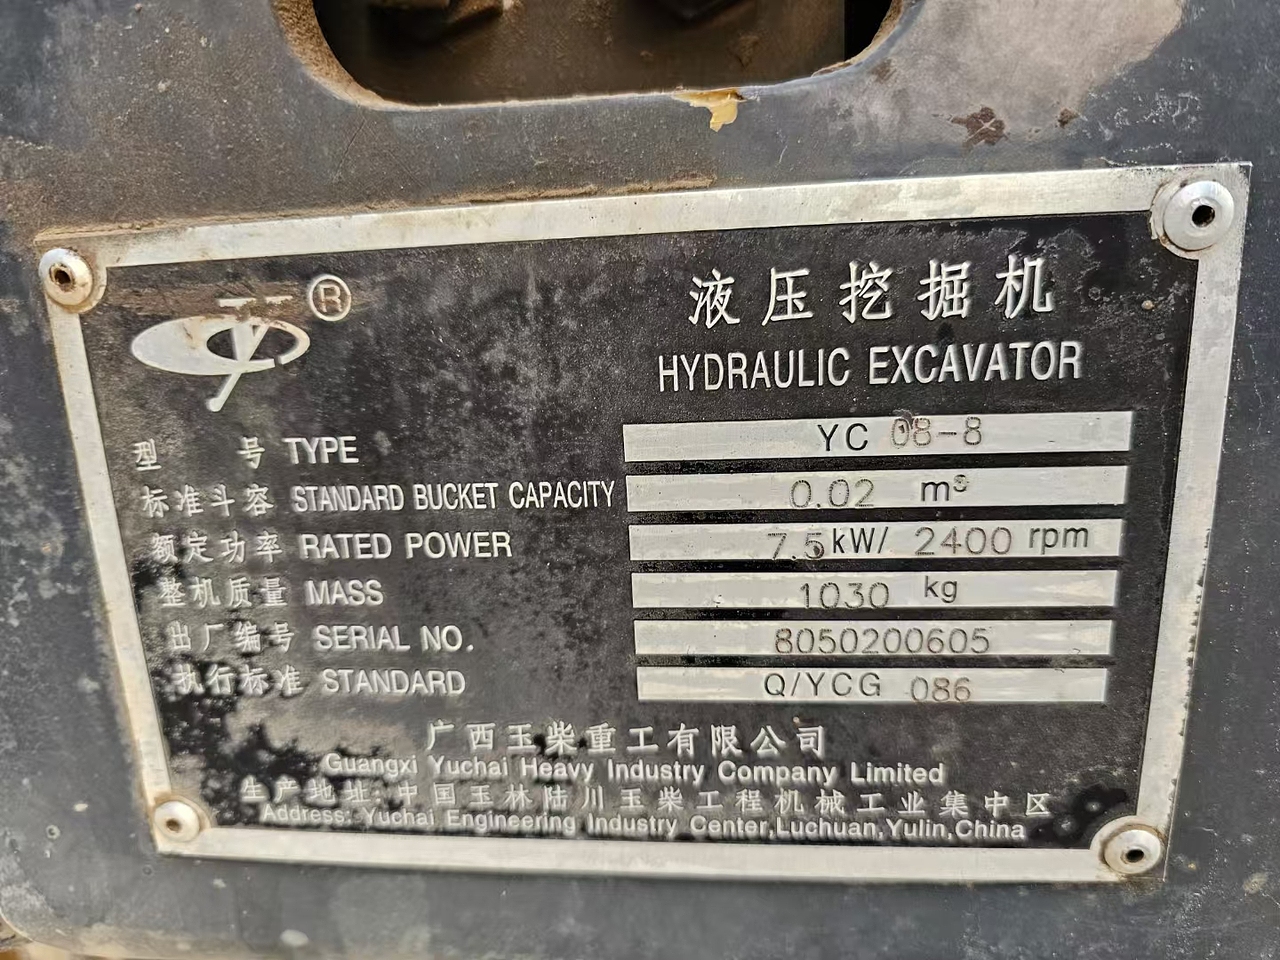 ®
液压挖掘机
HYDRAULIC EXCAVATOR
型号 TYPE YC 08-8
标准斗容 STANDARD BUCKET CAPACITY 0.02 m³
额定功率 RATED POWER 7.5 kW/ 2400 rpm
整机质量 MASS 1030 kg
出厂编号 SERIAL NO. 8050200605
执行标准 STANDARD Q/YCG 086
广西玉柴重工有限公司
Guangxi Yuchai Heavy Industry Company Limited
生产地址:中国玉林陆川玉柴工程机械工业集中区
Address: Yuchai Engineering Industry Center,Luchuan,Yulin,China